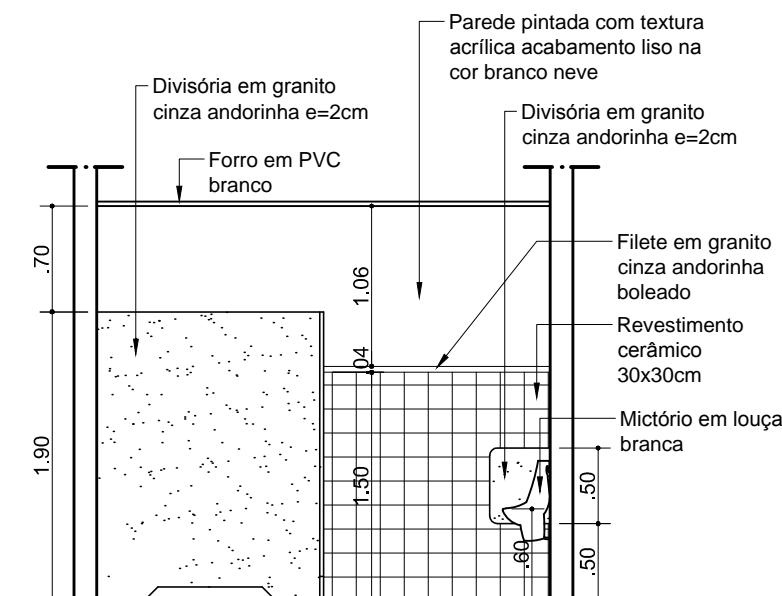 Parede pintada com textura
acrílica acabamento liso na
cor branco neve
Divisória em granito
cinza andorinha e=2cm
Divisória em granito
cinza andorinha e=2cm
Forro em PVC
branco
Filete em granito
cinza andorinha
boleado
Revestimento
cerâmico
30x30cm
Mictório em louça
branca
.70
1.06
.04
1.90
1.50
.50
.60
.50